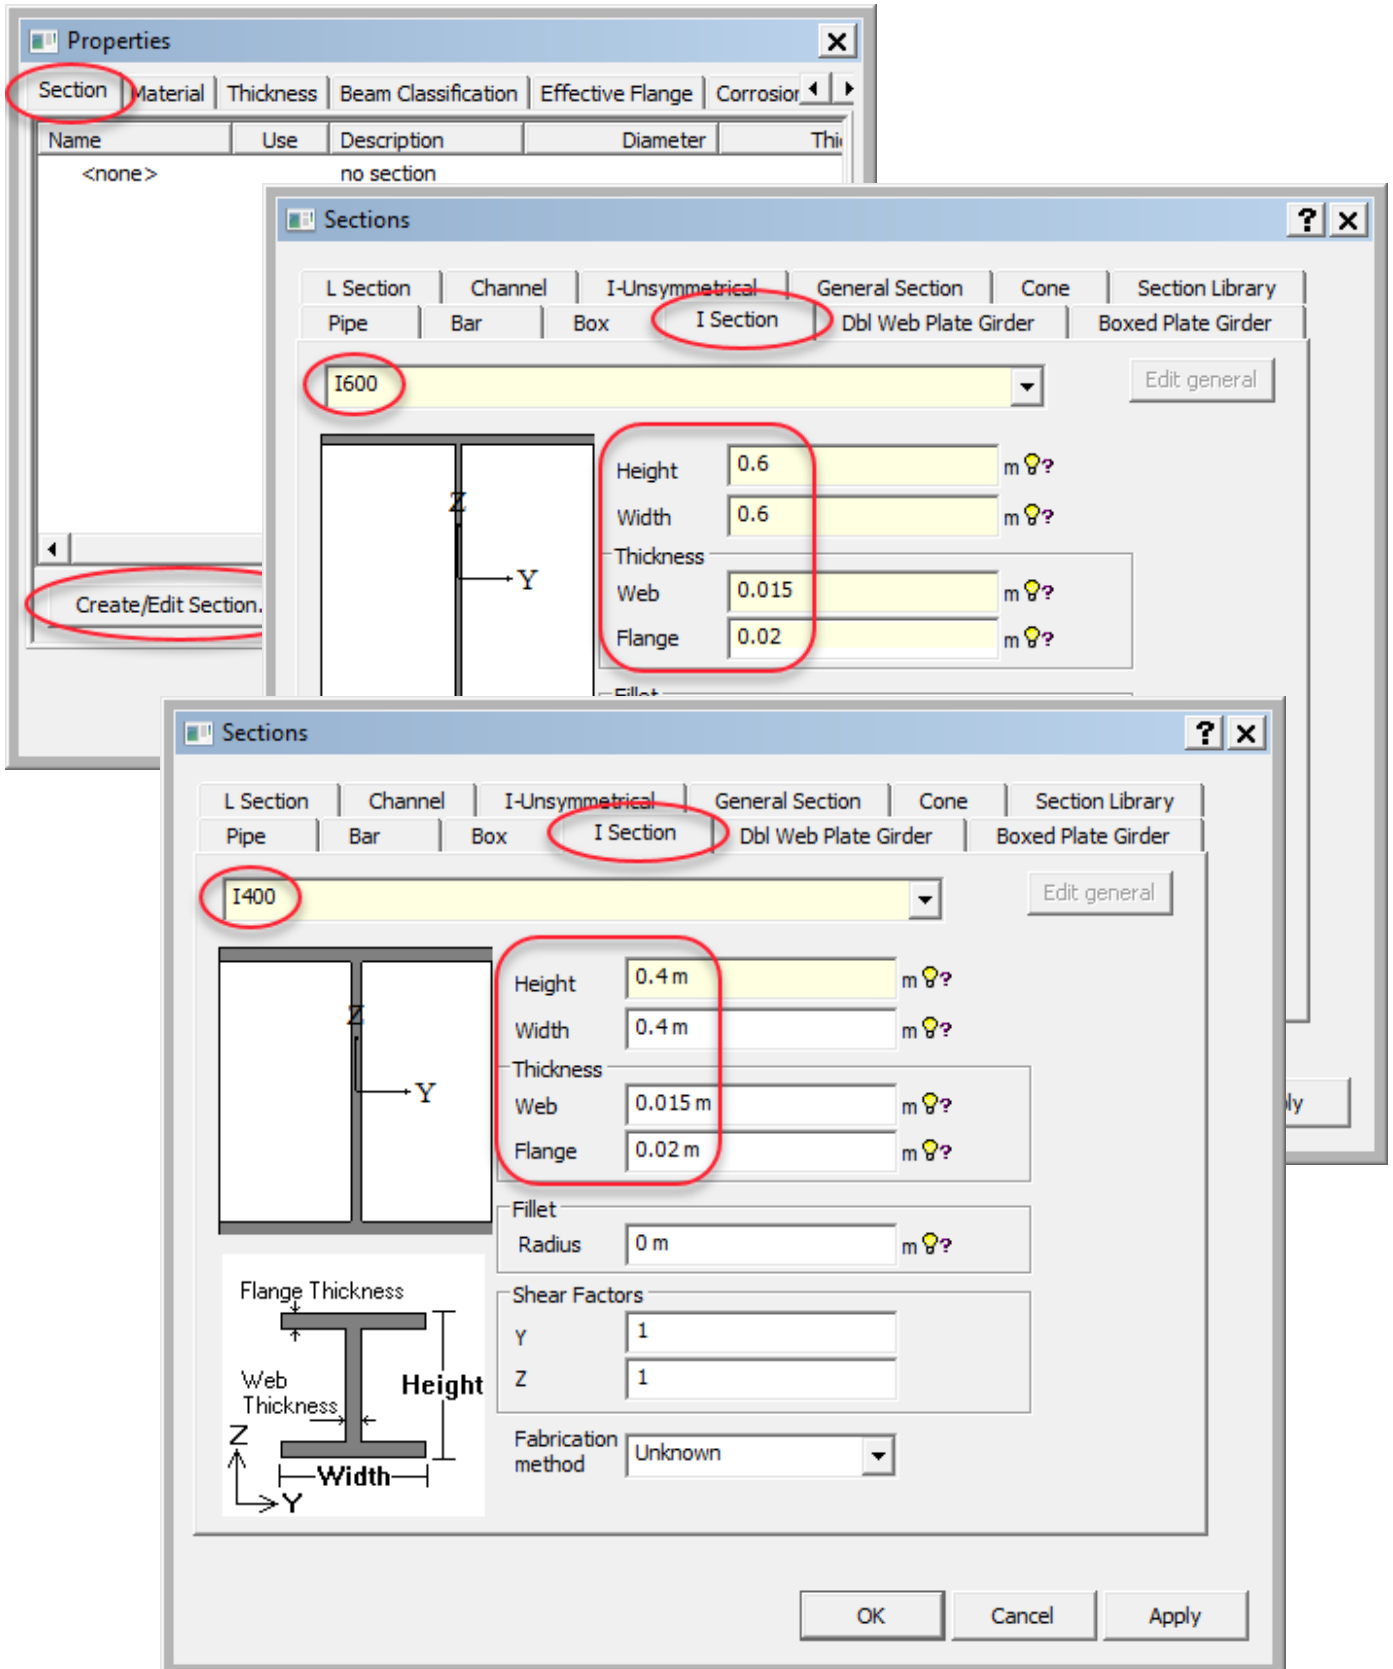 Properties
Section Material Thickness Beam Classification Effective Flange Corrosion
Name Use Description Diameter Thi
<none> no section
Create/Edit Section.
Sections
L Section Channel I-Unsymmetrical General Section Cone Section Library
Pipe Bar Box I Section Dbl Web Plate Girder Boxed Plate Girder
I600
Edit general
Z
Y
Height 0.6 m ?
Width 0.6 m ?
Thickness
Web 0.015 m ?
Flange 0.02 m ?
Fillet
ly
Sections
L Section Channel I-Unsymmetrical General Section Cone Section Library
Pipe Bar Box I Section Dbl Web Plate Girder Boxed Plate Girder
I400
Edit general
Z
Y
Height 0.4 m m ?
Width 0.4 m m ?
Thickness
Web 0.015 m m ?
Flange 0.02 m m ?
Fillet
Radius 0 m m ?
Shear Factors
Y 1
Z 1
Fabrication
method Unknown
Flange Thickness
Web
Thickness
Height
Width
Z
Y
OK Cancel Apply